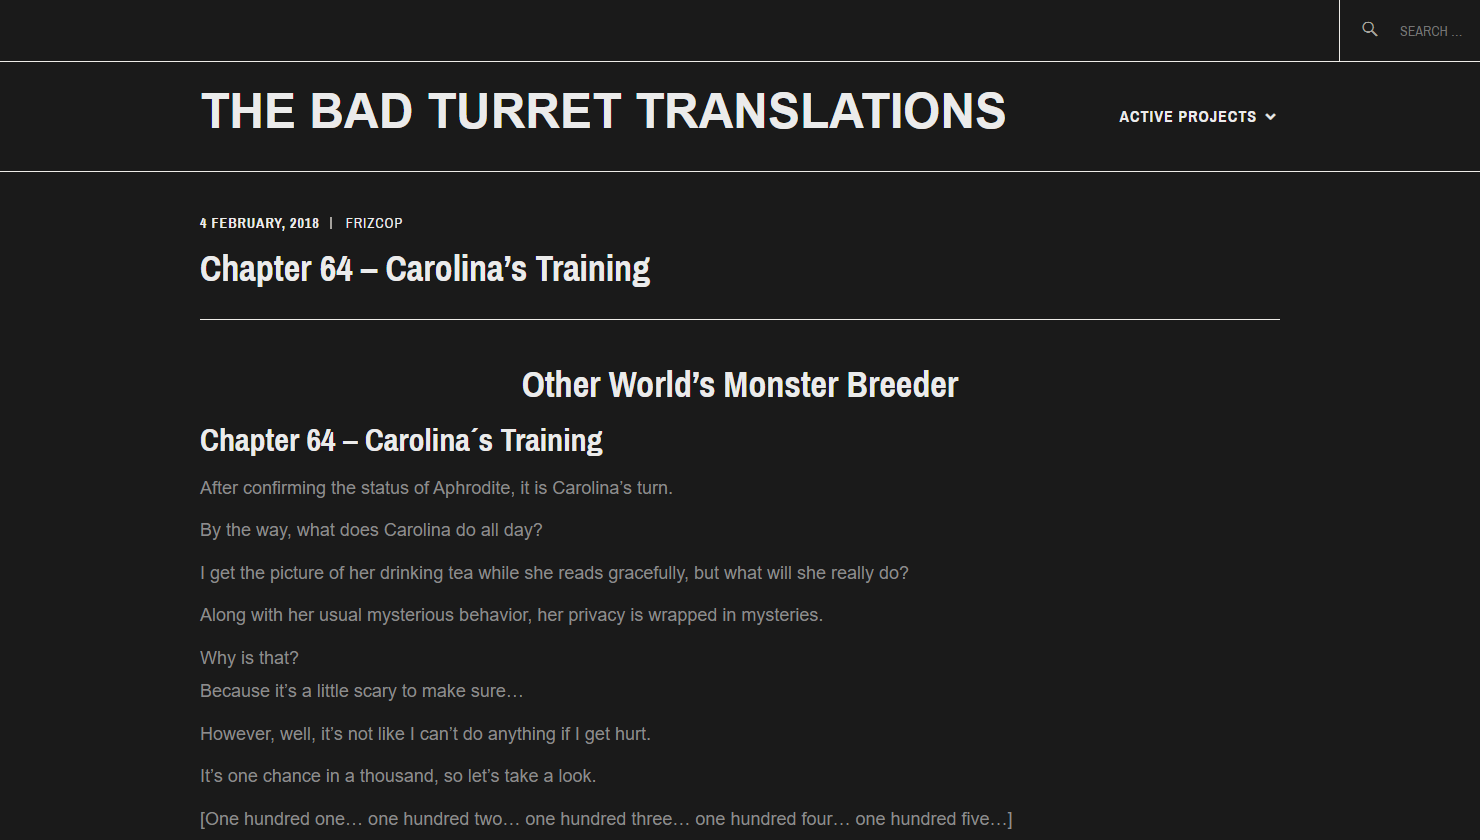 SEARCH ...
THE BAD TURRET TRANSLATIONS
ACTIVE PROJECTS
4 FEBRUARY, 2018 | FRIZCOP
Chapter 64 – Carolina’s Training
Other World’s Monster Breeder
Chapter 64 – Carolina´s Training
After confirming the status of Aphrodite, it is Carolina’s turn.
By the way, what does Carolina do all day?
I get the picture of her drinking tea while she reads gracefully, but what will she really do?
Along with her usual mysterious behavior, her privacy is wrapped in mysteries.
Why is that?
Because it’s a little scary to make sure…
However, well, it’s not like I can’t do anything if I get hurt.
It’s one chance in a thousand, so let’s take a look.
[One hundred one… one hundred two… one hundred three… one hundred four… one hundred five…]